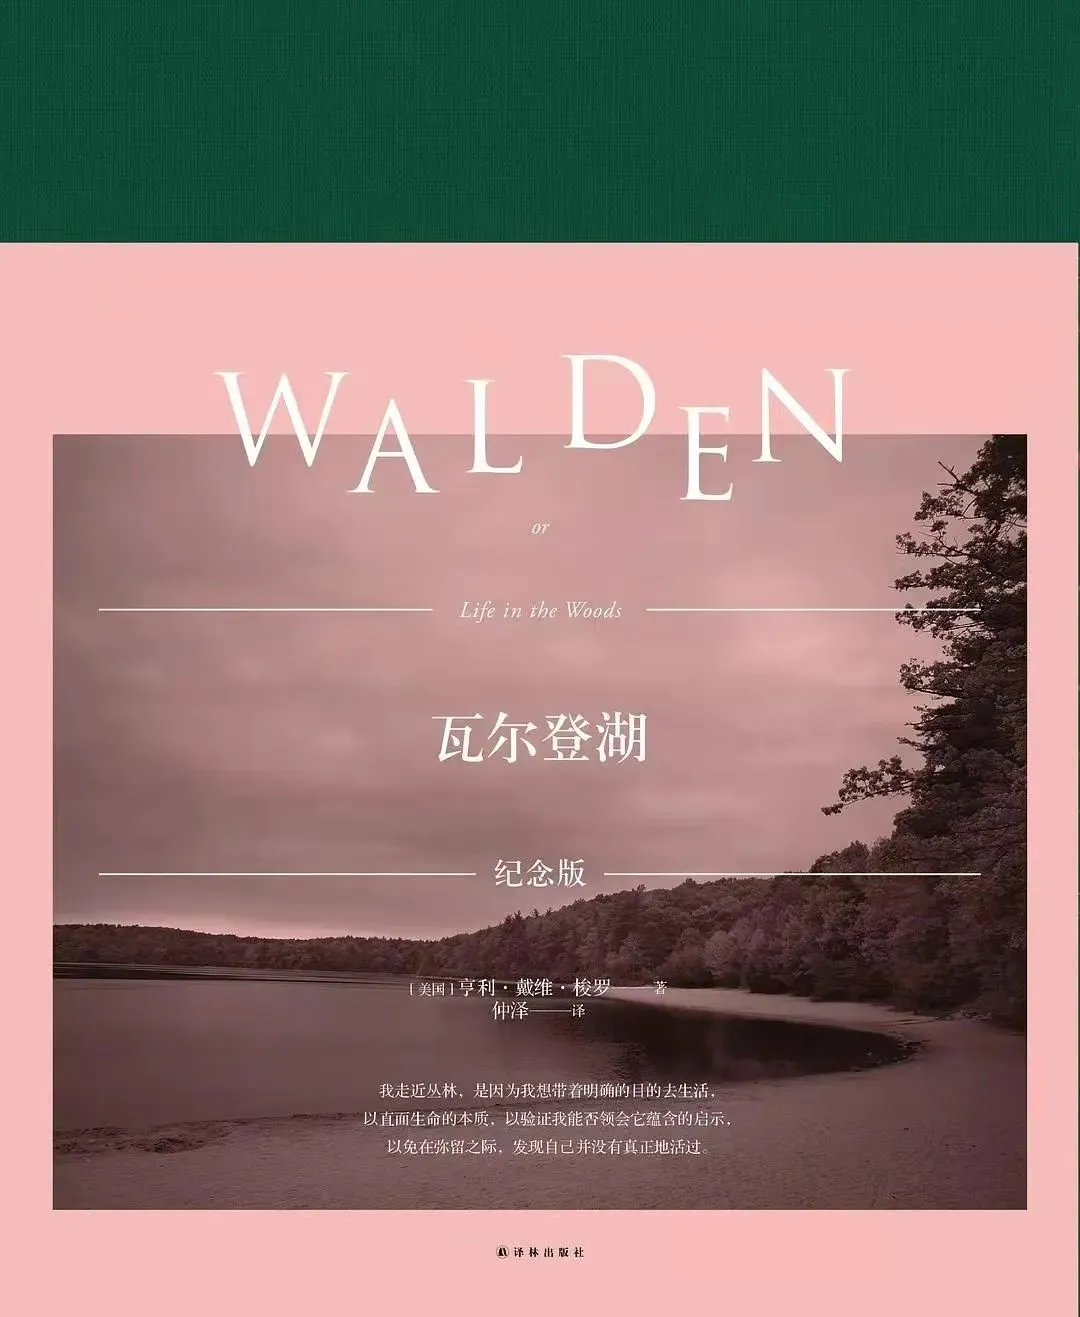 WALDEN
or
Life in the Woods
瓦尔登湖
纪念版
[美国]亨利·戴维·梭罗——著
仲泽——译
我走近丛林，是因为我想带着明确的目的去生活，
以直面生命的本质，以验证我能否领会它蕴含的启示，
以免在弥留之际，发现自己并没有真正地活过。
译林出版社